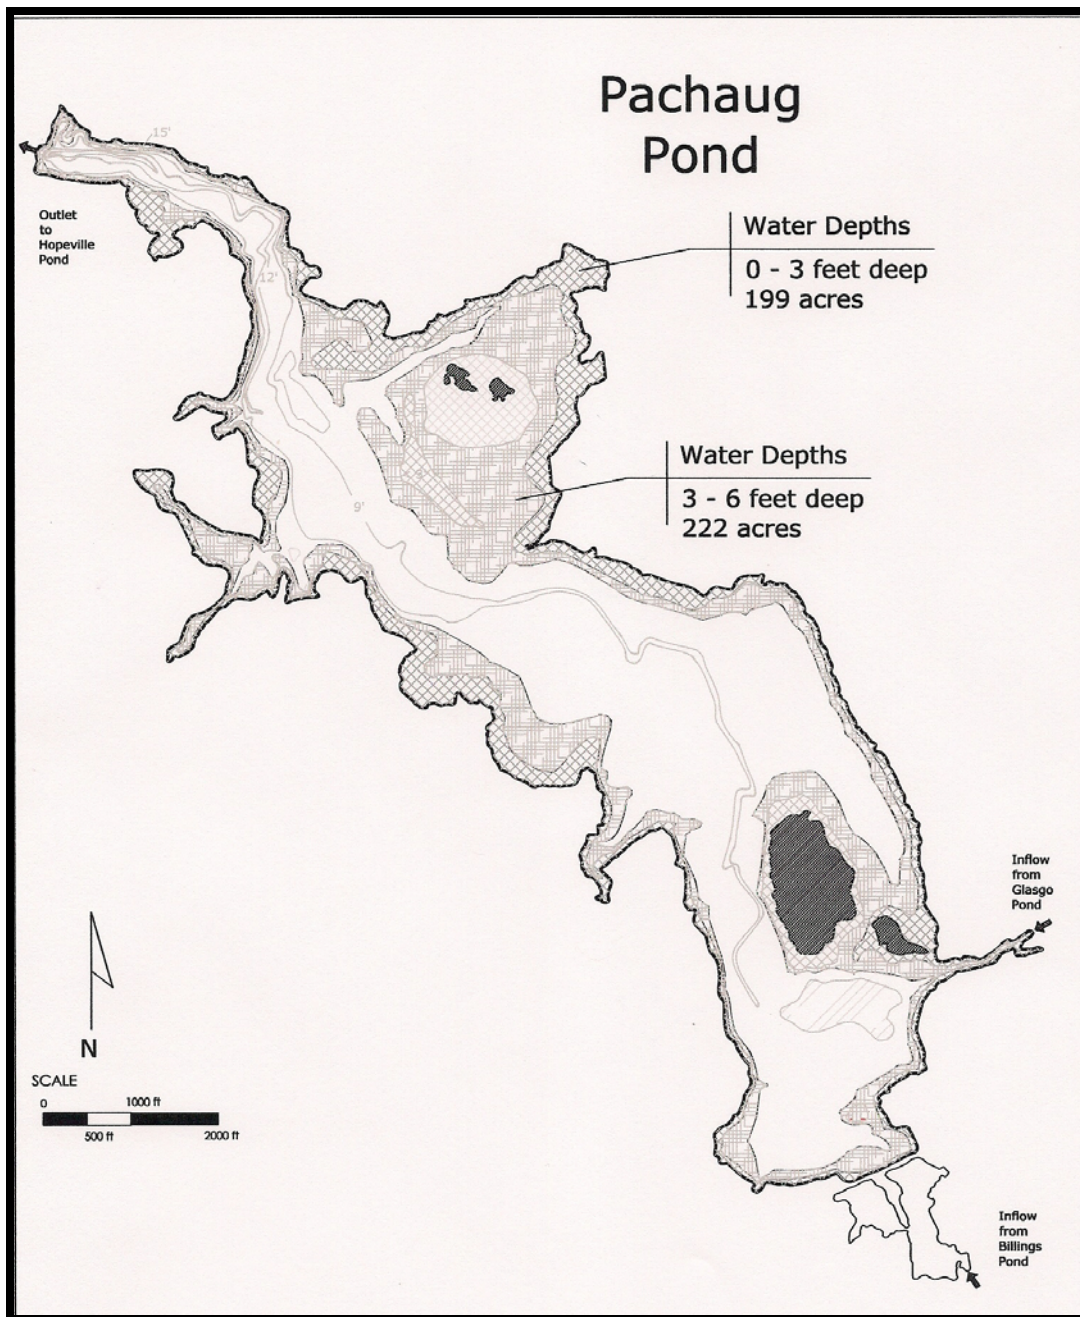 Pachaug
Pond
15'
Outlet
to
Hopeville
Pond
Water Depths
0 - 3 feet deep
199 acres
12'
Water Depths
3 - 6 feet deep
222 acres
9'
Inflow
from
Glasgo
Pond
N
SCALE
0 1000 ft
500 ft 2000 ft
Inflow
from
Billings
Pond